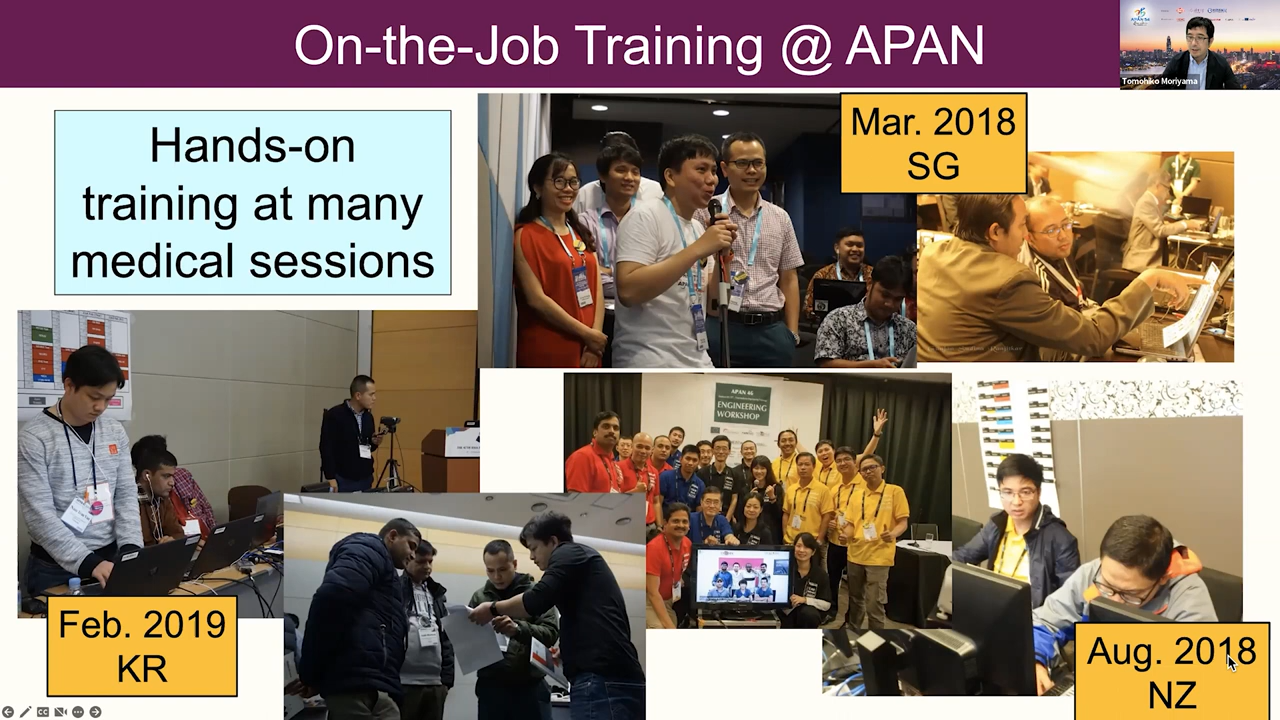 On-the-Job Training @ APAN
Tomohiko Moriyama
Hands-on
training at many
medical sessions
Mar. 2018
SG
APAN 46
ENGINEERING
WORKSHOP
Feb. 2019
KR
Aug. 2018
NZ